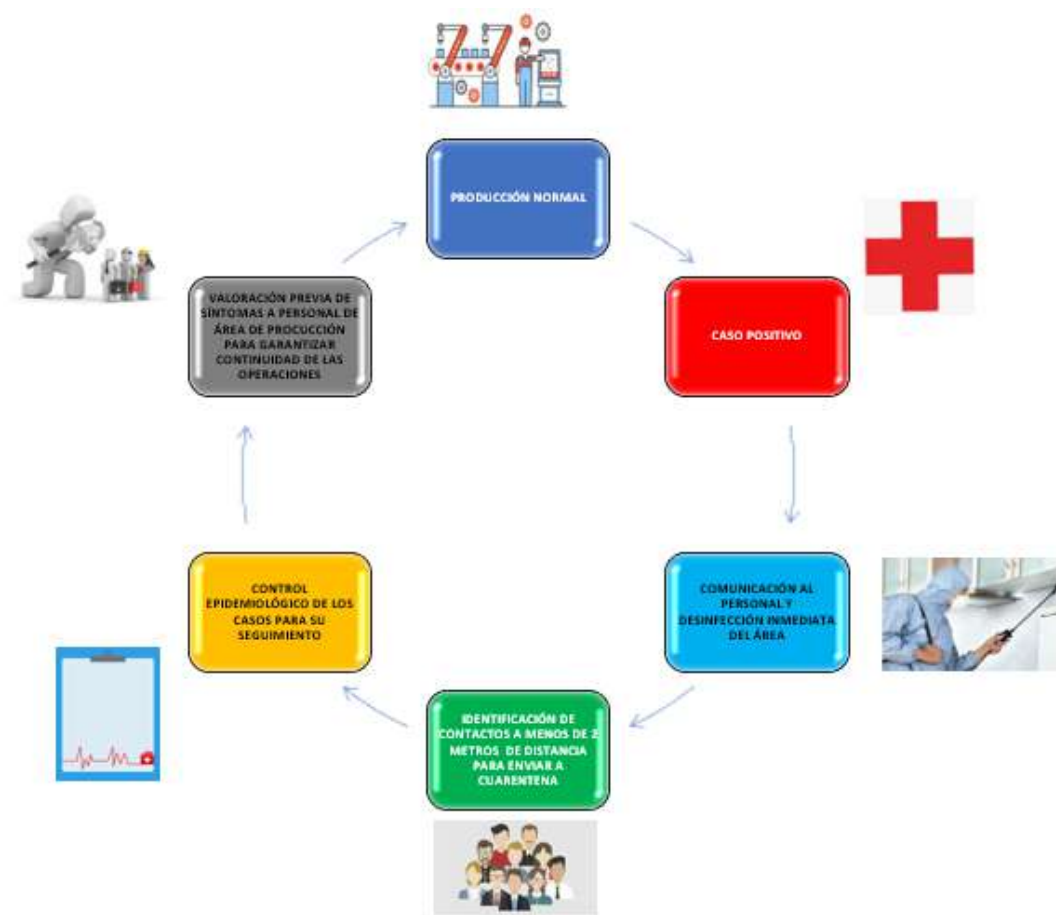 PRODUCCIÓN NORMAL
CASO POSITIVO
COMUNICACIÓN AL
PERSONAL Y
DESINFECCIÓN INMEDIATA
DEL ÁREA
IDENTIFICACIÓN DE
CONTACTOS A MENOS DE 2
METROS DE DISTANCIA
PARA ENVIAR A
CUARENTENA
CONTROL
EPIDEMIOLÓGICO DE LOS
CASOS PARA SU
SEGUIMIENTO
VALORACIÓN PREVIA DE
SÍNTOMAS A PERSONAL DE
ÁREA DE PROCUCCIÓN
PARA GARANTIZAR
CONTINUIDAD DE LAS
OPERACIONES